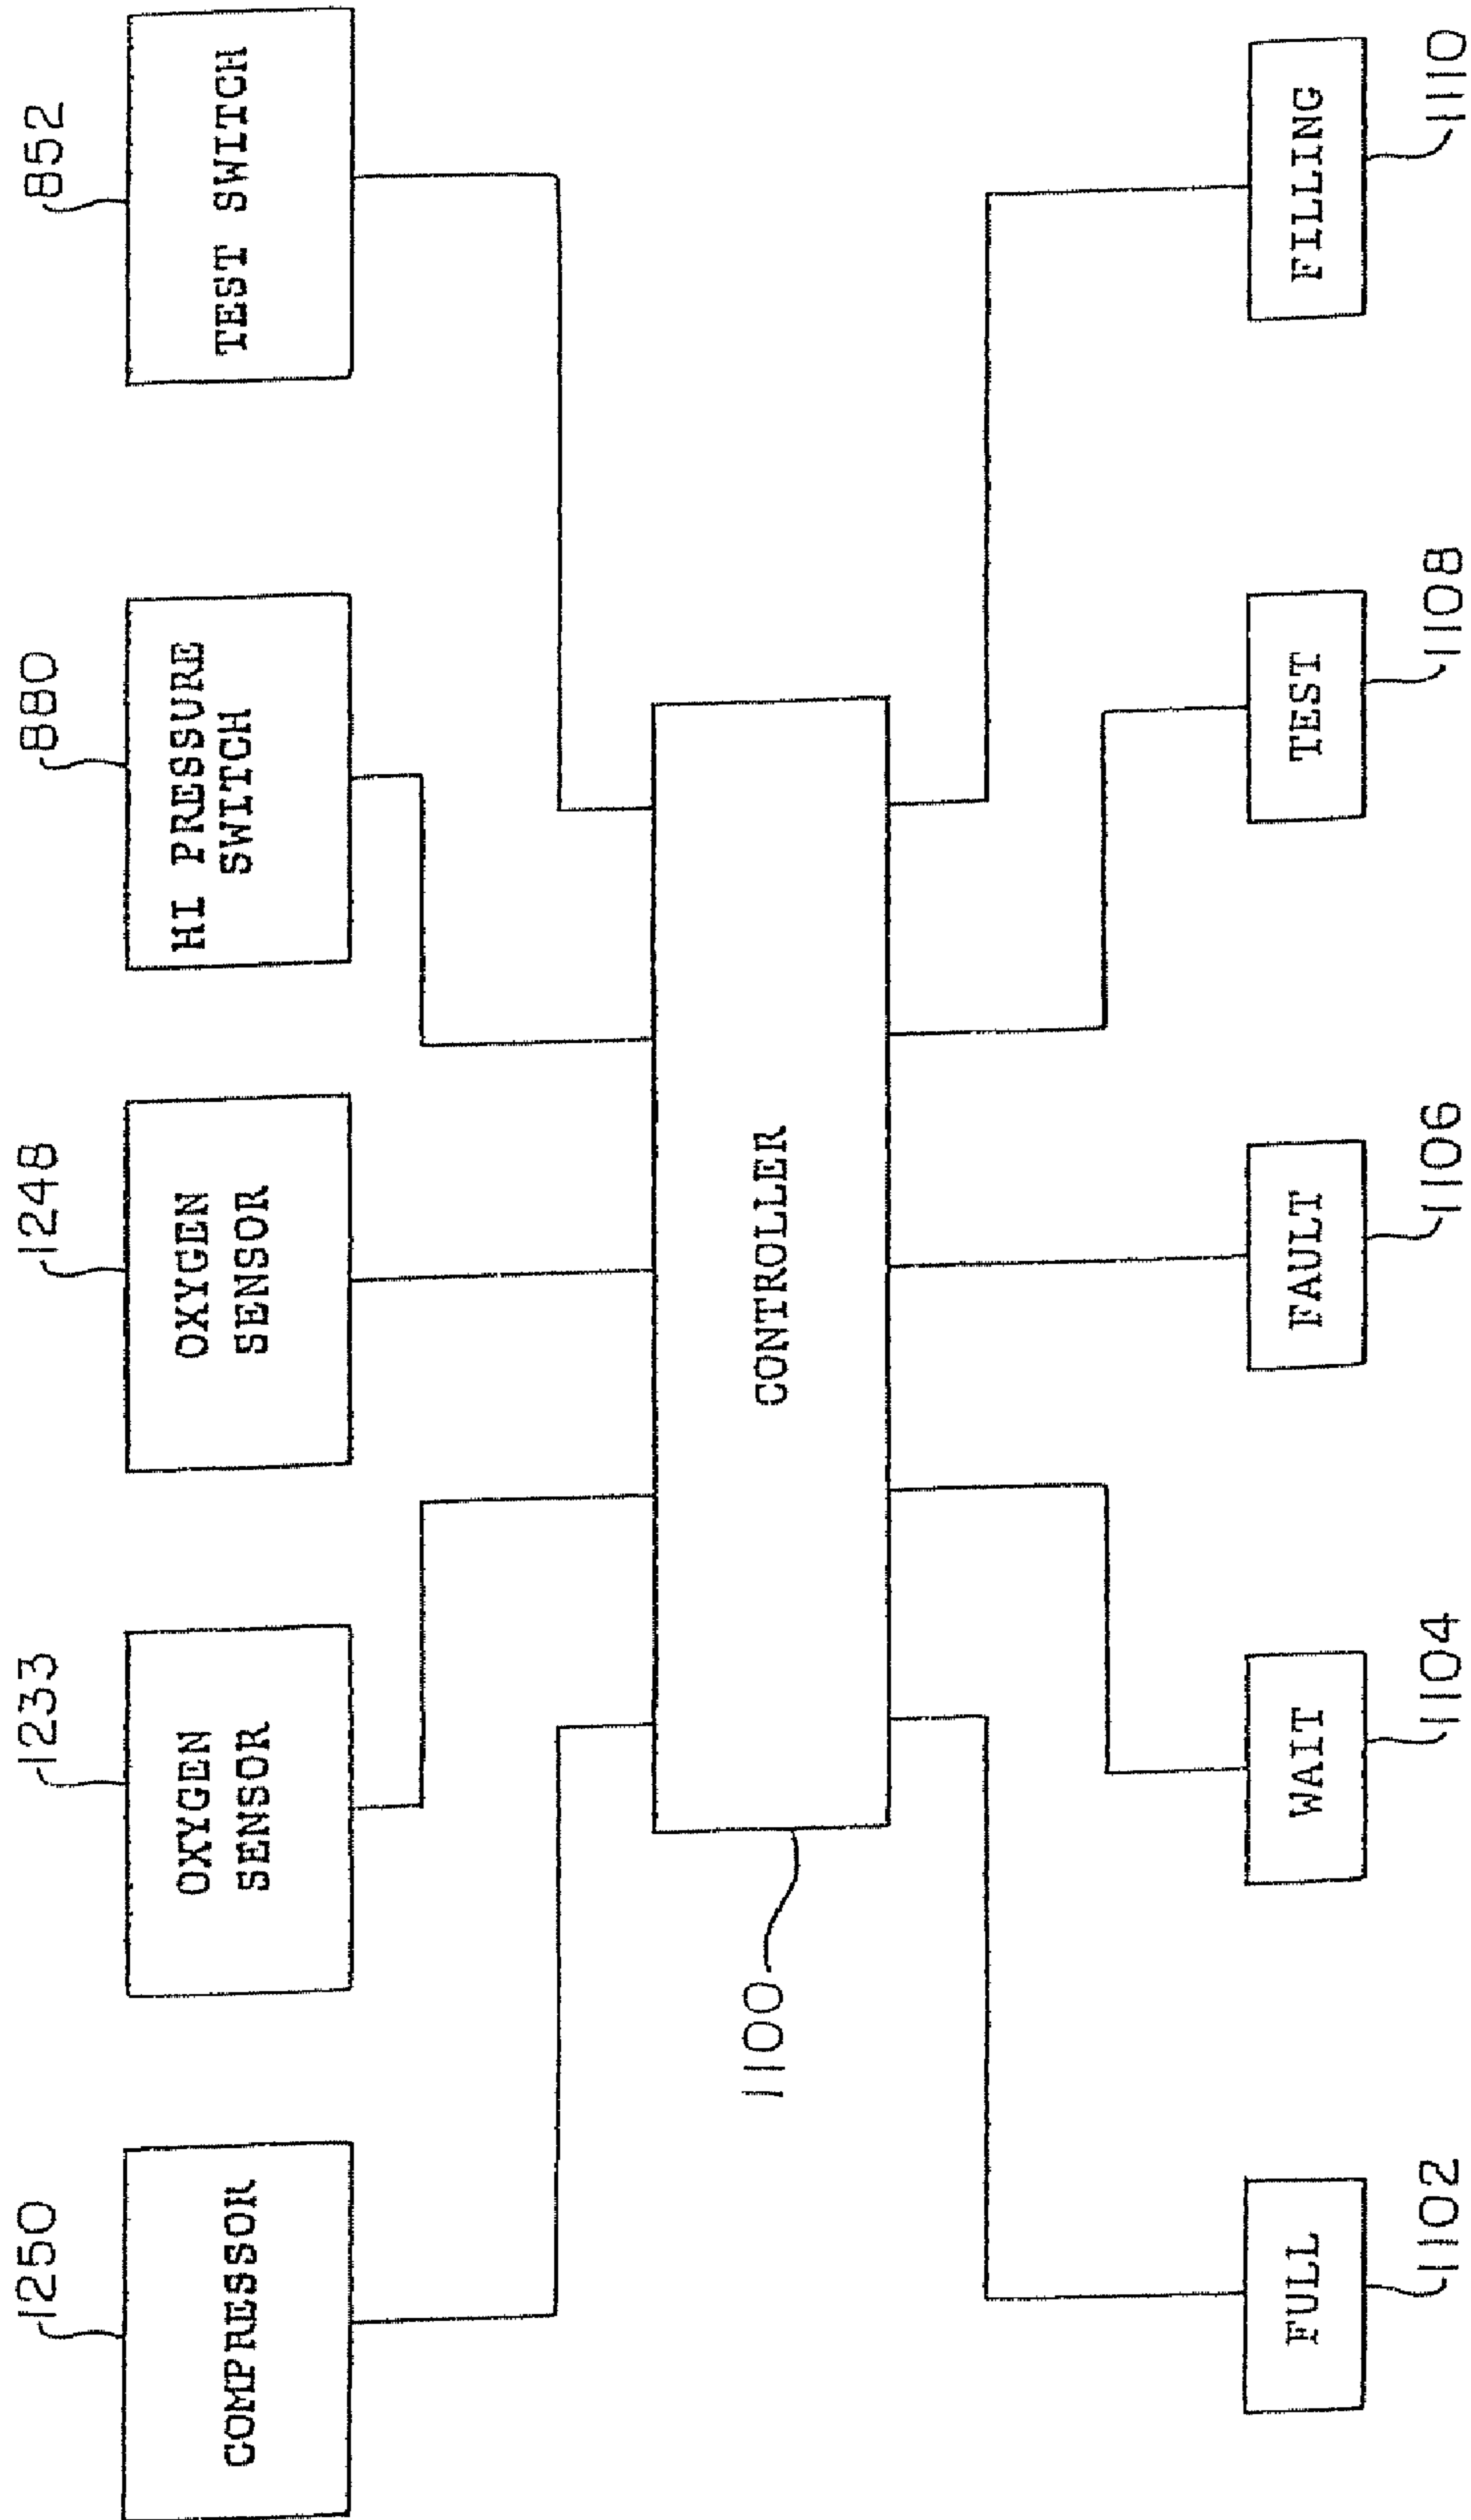 1250
1233
1248
880
852
COMPRESSOR
OXYGEN
SENSOR
OXYGEN
SENSOR
HI PRESSURE
SWITCH
TEST SWITCH
CONTROLLER
1100
FULL
WAIT
FAULT
TEST
FILLING
1102
1104
1106
1108
1110